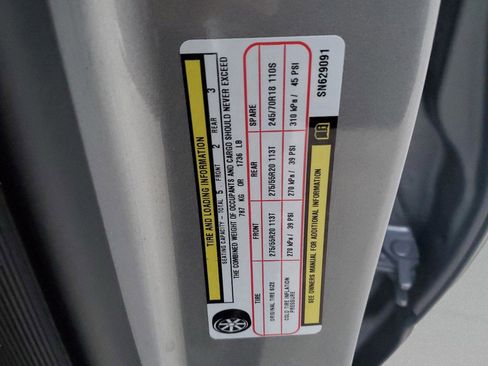 TIRE AND LOADING INFORMATION
SEATING CAPACITY - TOTAL 5 FRONT 2 REAR 3
THE COMBINED WEIGHT OF OCCUPANTS AND CARGO SHOULD NEVER EXCEED
787 KG OR 1736 LB
TIRE FRONT REAR SPARE
ORIGINAL TIRE SIZE 275/55R20 113T 275/55R20 113T 245/70R18 110S
COLD TIRE INFLATION PRESSURE 270 kPa / 39 PSI 270 kPa / 39 PSI 310 kPa / 45 PSI
SEE OWNERS MANUAL FOR ADDITIONAL INFORMATION
SN629091